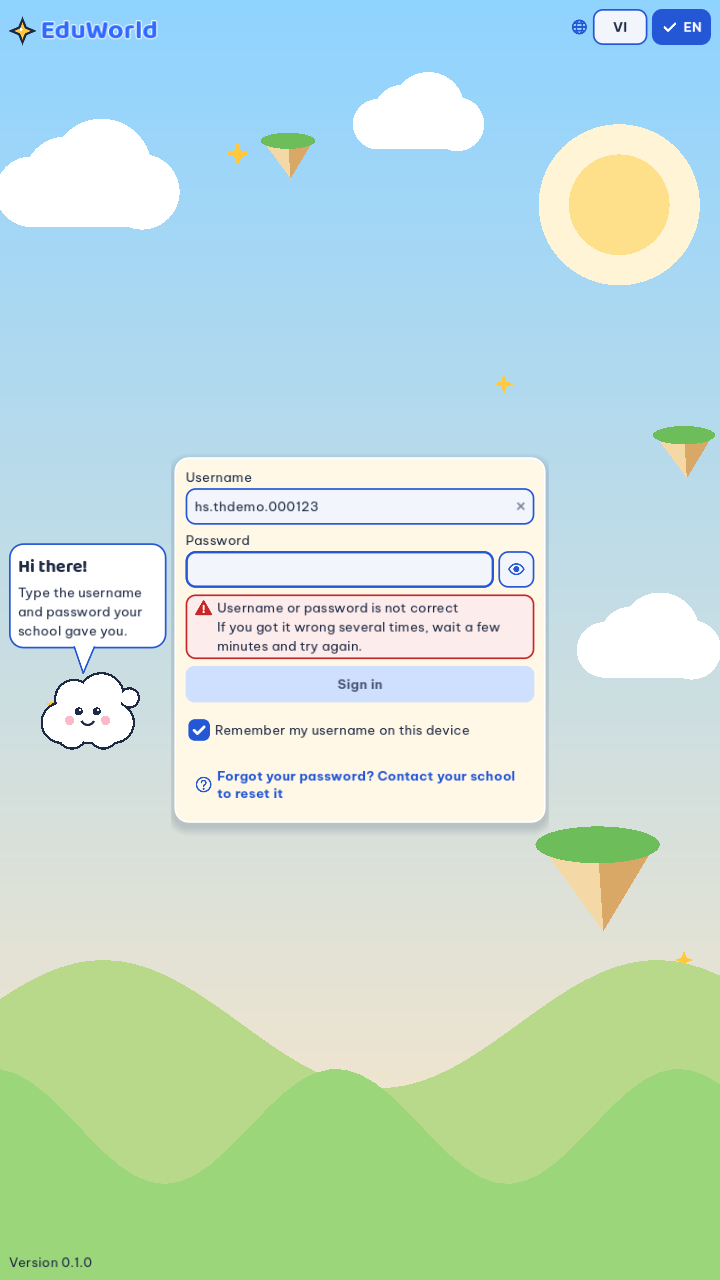 EduWorld
VI
EN
Username
hs.thdemo.000123
Password
Hi there!
Type the username
and password your
school gave you.
Username or password is not correct
If you got it wrong several times, wait a few
minutes and try again.
Sign in
Remember my username on this device
Forgot your password? Contact your school
to reset it
Version 0.1.0